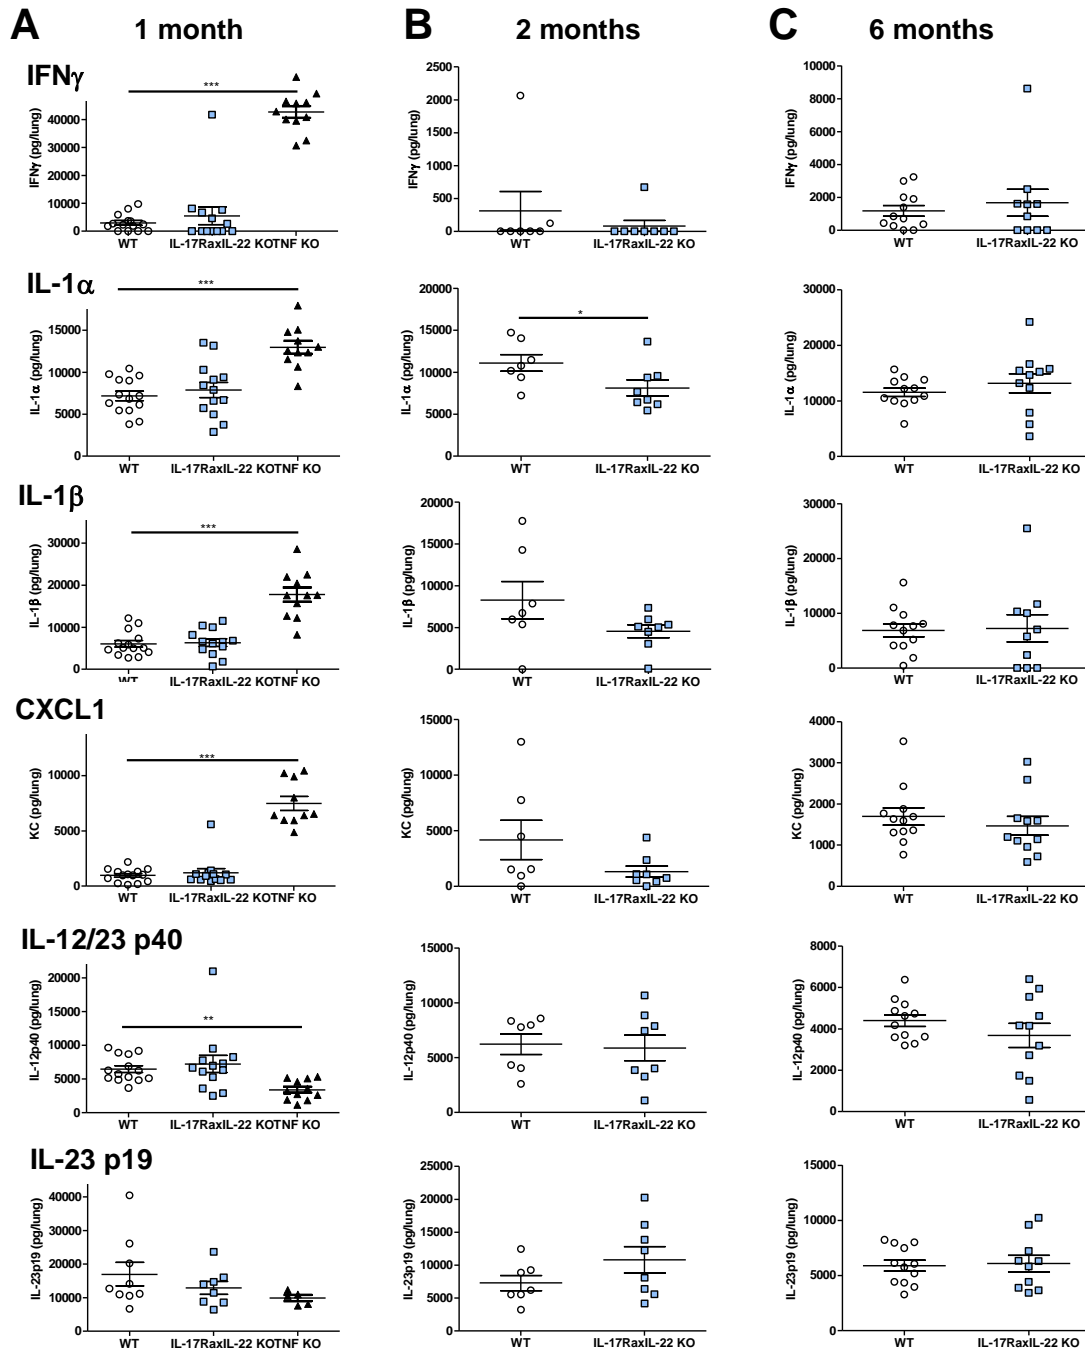 A 1 month B 2 months C 6 months
IFNγ
***
IFNγ (pg/lung)
40000
30000
20000
10000
0
WT IL-17RaxIL-22 KOTNF KO
IFNγ (pg/lung)
2500
2000
1500
1000
500
0
WT IL-17RaxIL-22 KO
IFNγ (pg/lung)
10000
8000
6000
4000
2000
0
WT IL-17RaxIL-22 KO
IL-1α
***
IL-1α (pg/lung)
15000
10000
5000
0
WT IL-17RaxIL-22 KOTNF KO
*
IL-1α (pg/lung)
20000
15000
10000
5000
0
WT IL-17RaxIL-22 KO
IL-1α (pg/lung)
30000
20000
10000
0
WT IL-17RaxIL-22 KO
IL-1β
***
IL-1β (pg/lung)
30000
20000
10000
0
WT IL-17RaxIL-22 KOTNF KO
IL-1β (pg/lung)
20000
15000
10000
5000
0
WT IL-17RaxIL-22 KO
IL-1β (pg/lung)
30000
20000
10000
0
WT IL-17RaxIL-22 KO
CXCL1
***
KC (pg/lung)
10000
5000
0
WT IL-17RaxIL-22 KOTNF KO
KC (pg/lung)
15000
10000
5000
0
WT IL-17RaxIL-22 KO
KC (pg/lung)
4000
3000
2000
1000
0
WT IL-17RaxIL-22 KO
IL-12/23 p40
**
IL-12p40 (pg/lung)
20000
15000
10000
5000
0
WT IL-17RaxIL-22 KOTNF KO
IL-12p40 (pg/lung)
15000
10000
5000
0
WT IL-17RaxIL-22 KO
IL-12p40 (pg/lung)
8000
6000
4000
2000
0
WT IL-17RaxIL-22 KO
IL-23 p19
IL-23p19 (pg/lung)
40000
30000
20000
10000
0
WT IL-17RaxIL-22 KOTNF KO
IL-23p19 (pg/lung)
25000
20000
15000
10000
5000
0
WT IL-17RaxIL-22 KO
IL-23p19 (pg/lung)
15000
10000
5000
0
WT IL-17RaxIL-22 KO